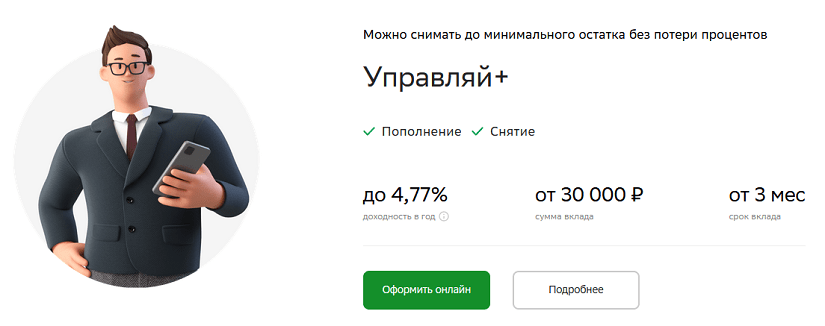 Можно снимать до минимального остатка без потери процентов
Управляй+
Пополнение Снятие
до 4,77% от 30 000 ₽ от 3 мес
доходность в год сумма вклада срок вклада
Оформить онлайн Подробнее